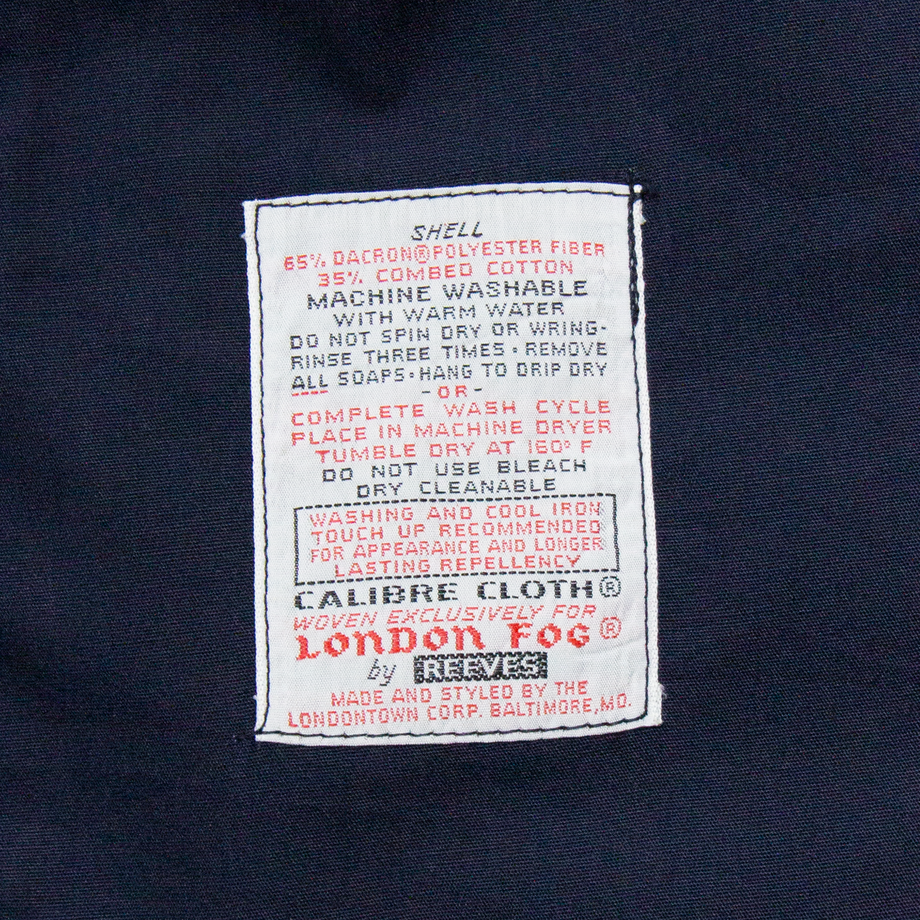 SHELL
65% DACRON®POLYESTER FIBER
35% COMBED COTTON
MACHINE WASHABLE
WITH WARM WATER
DO NOT SPIN DRY OR WRING·
RINSE THREE TIMES · REMOVE
ALL SOAPS·HANG TO DRIP DRY
-OR-
COMPLETE WASH CYCLE
PLACE IN MACHINE DRYER
TUMBLE DRY AT 160° F
DO NOT USE BLEACH
DRY CLEANABLE
WASHING AND COOL IRON
TOUCH UP RECOMMENDED
FOR APPEARANCE AND LONGER
LASTING REPELLENCY
CALIBRE CLOTH®
WOVEN EXCLUSIVELY FOR
LONDON FOG®
by REEVES
MADE AND STYLED BY THE
LONDONTOWN CORP. BALTIMORE,MD.